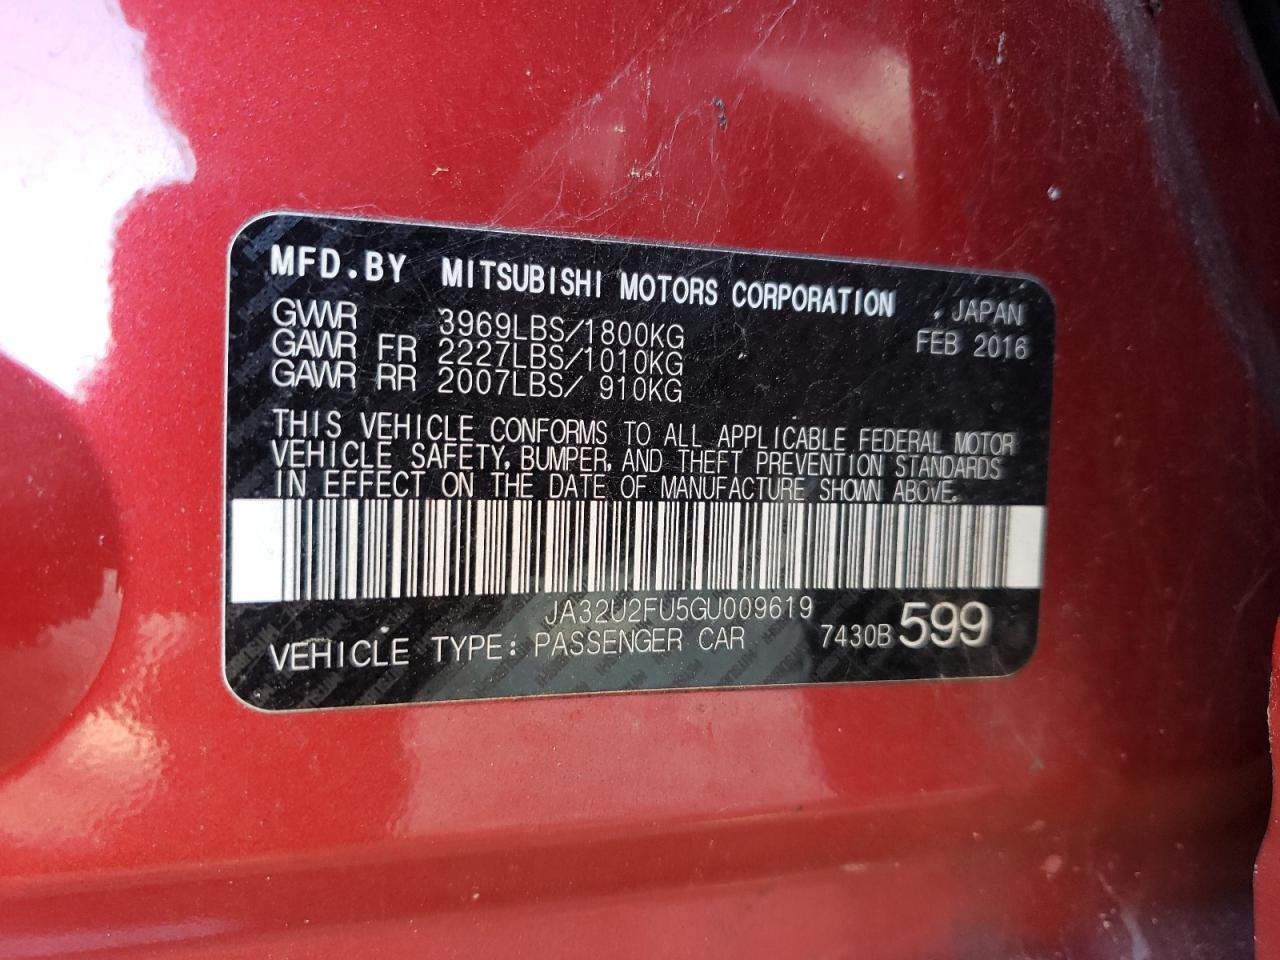 MFD.BY MITSUBISHI MOTORS CORPORATION , JAPAN
GVWR 3969LBS/1800KG FEB 2016
GAWR FR 2227LBS/1010KG
GAWR RR 2007LBS/ 910KG
THIS VEHICLE CONFORMS TO ALL APPLICABLE FEDERAL MOTOR
VEHICLE SAFETY, BUMPER, AND THEFT PREVENTION STANDARDS
IN EFFECT ON THE DATE OF MANUFACTURE SHOWN ABOVE.
JA32U2FU5GU009619
VEHICLE TYPE: PASSENGER CAR 7430B 599